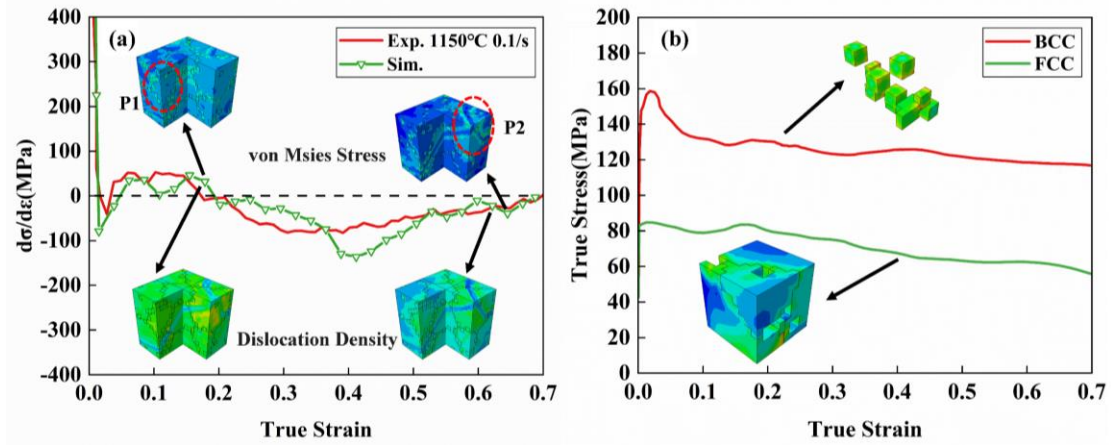 (a)
Exp. 1150°C 0.1/s
Sim.
P1
P2
von Msies Stress
Dislocation Density
dσ/dε(MPa)
400
300
200
100
0
-100
-200
-300
-400
0.0 0.1 0.2 0.3 0.4 0.5 0.6 0.7
True Strain
(b)
BCC
FCC
True Stress(MPa)
200
180
160
140
120
100
80
60
40
20
0
0.0 0.1 0.2 0.3 0.4 0.5 0.6 0.7
True Strain